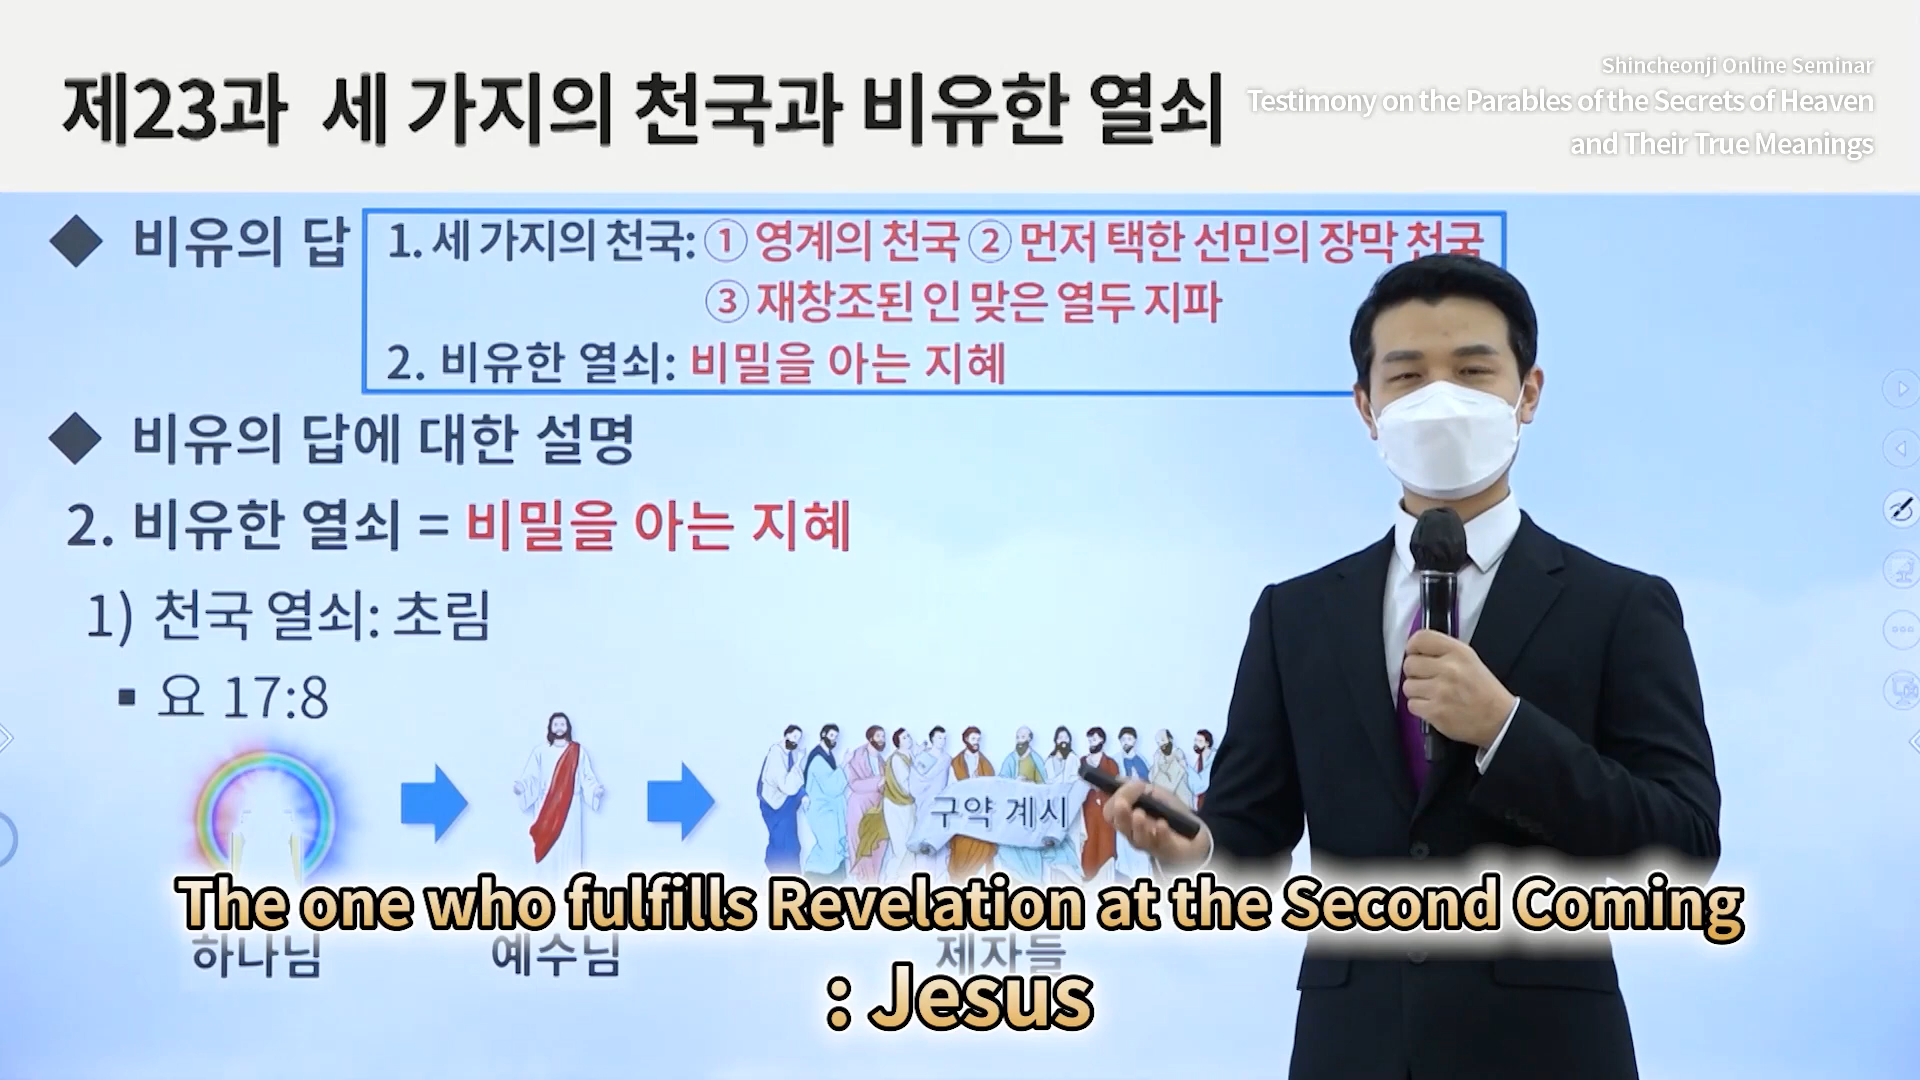 제23과 세 가지의 천국과 비유한 열쇠
Shincheonji Online Seminar
Testimony on the Parables of the Secrets of Heaven
and Their True Meanings
◆ 비유의 답
1. 세 가지의 천국: ① 영계의 천국 ② 먼저 택한 선민의 장막 천국
③ 재창조된 인 맞은 열두 지파
2. 비유한 열쇠: 비밀을 아는 지혜
◆ 비유의 답에 대한 설명
2. 비유한 열쇠 = 비밀을 아는 지혜
1) 천국 열쇠: 초림
▪ 요 17:8
구약 계시
하나님
예수님
제자들
The one who fulfills Revelation at the Second Coming
: Jesus